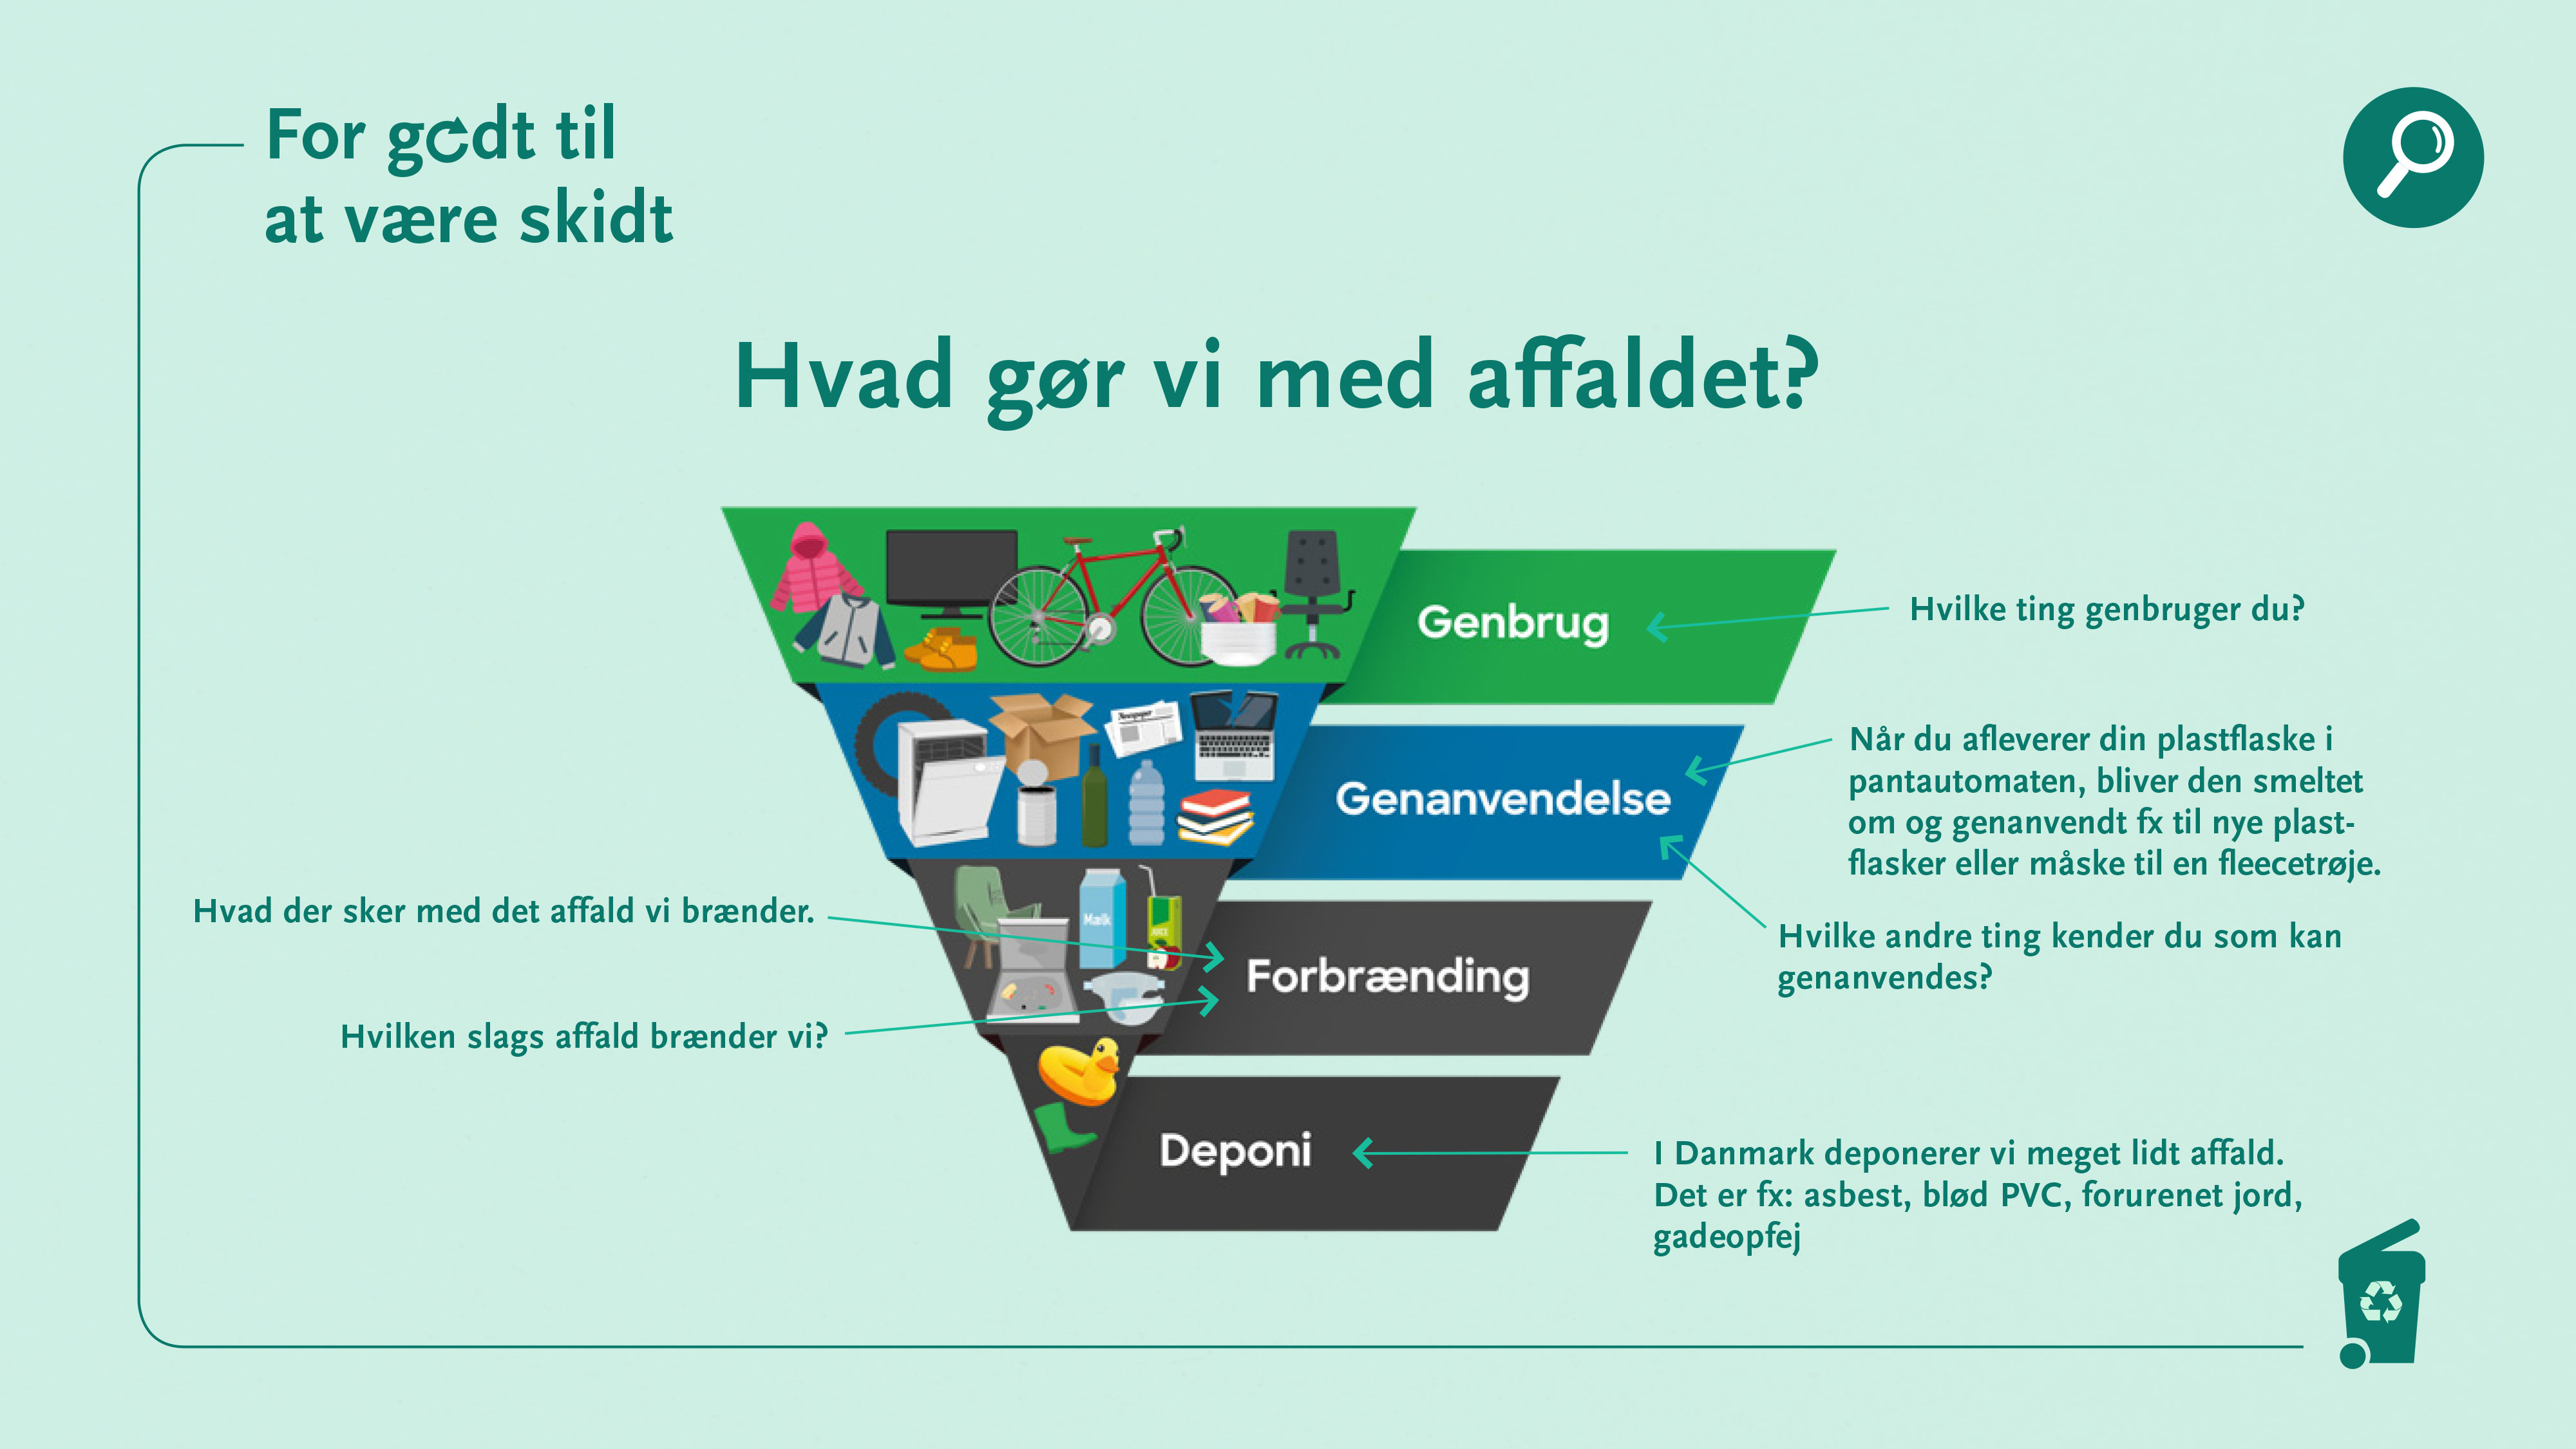 For godt til
at være skidt
Hvad gør vi med affaldet?
Genbrug
Hvilke ting genbruger du?
Newspaper
Genanvendelse
Når du afleverer din plastflaske i
pantautomaten, bliver den smeltet
om og genanvendt fx til nye plast-
flasker eller måske til en fleecetrøje.
Hvilke andre ting kender du som kan
genanvendes?
Hvad der sker med det affald vi brænder.
Mælk
JUICE
Forbrænding
Hvilken slags affald brænder vi?
Deponi
I Danmark deponerer vi meget lidt affald.
Det er fx: asbest, blød PVC, forurenet jord,
gadeopfej